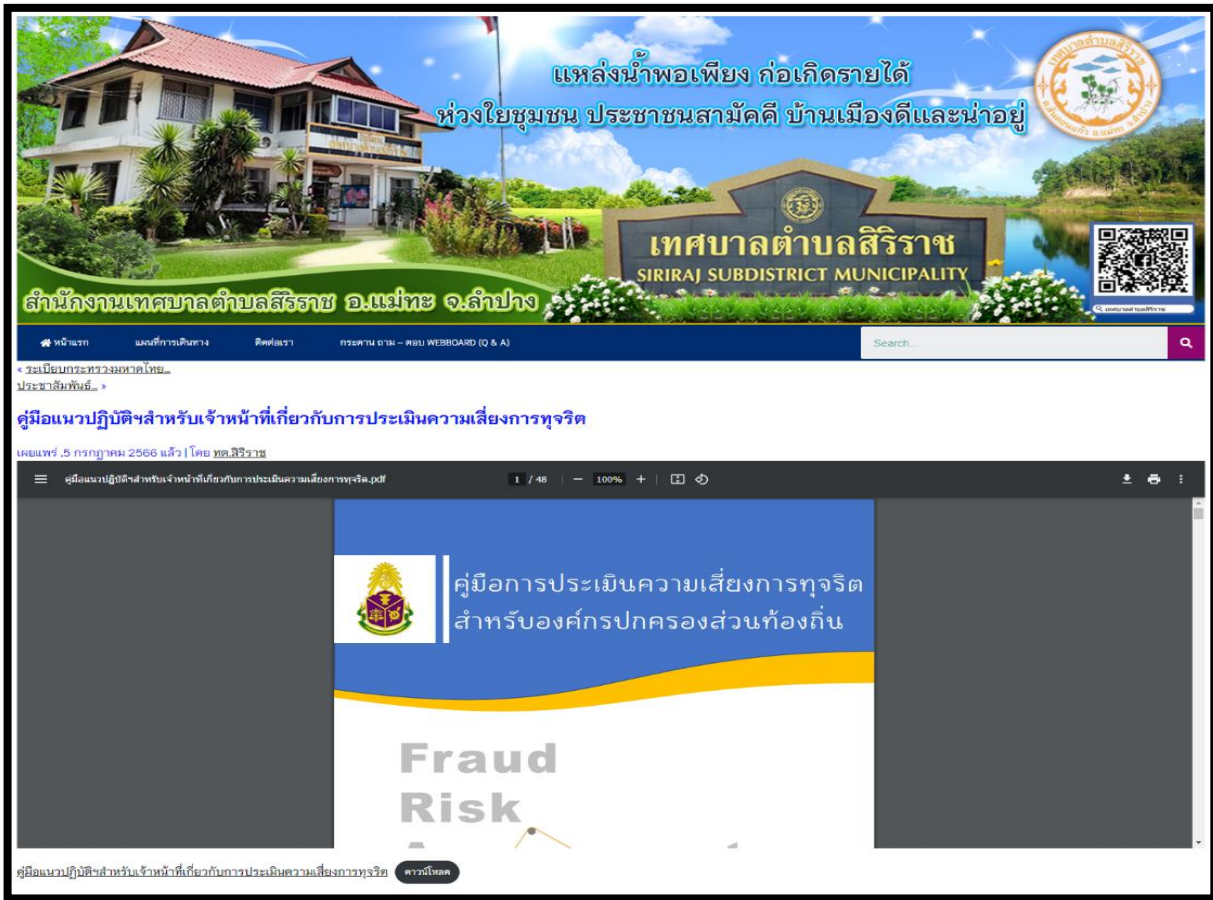 แหล่งน้ำพอเพียง ก่อเกิดรายได้
ห่วงใยชุมชน ประชาชนสามัคคี บ้านเมืองดีและน่าอยู่
เทศบาลตำบลสิริราช
SIRIRAJ SUBDISTRICT MUNICIPALITY
สำนักงานเทศบาลตำบลสิริราช อ.แม่ทะ จ.ลำปาง
เทศบาลตำบลสิริราช
หน้าแรก แผนที่การเดินทาง ติดต่อเรา กระดาน ถาม – ตอบ WEBBOARD (Q & A) Search...
« ระเบียบกระทรวงมหาดไทย...
ประชาสัมพันธ์... »
คู่มือแนวปฏิบัติฯสำหรับเจ้าหน้าที่เกี่ยวกับการประเมินความเสี่ยงการทุจริต
เผยแพร่ ,5 กรกฎาคม 2566 แล้ว | โดย ทต.สิริราช
คู่มือแนวปฏิบัติฯสำหรับเจ้าหน้าที่เกี่ยวกับการประเมินความเสี่ยงการทุจริต.pdf 1 / 48 | − 100% + |
คู่มือการประเมินความเสี่ยงการทุจริต
สำหรับองค์กรปกครองส่วนท้องถิ่น
Fraud
Risk
คู่มือแนวปฏิบัติฯสำหรับเจ้าหน้าที่เกี่ยวกับการประเมินความเสี่ยงการทุจริต ดาวน์โหลด